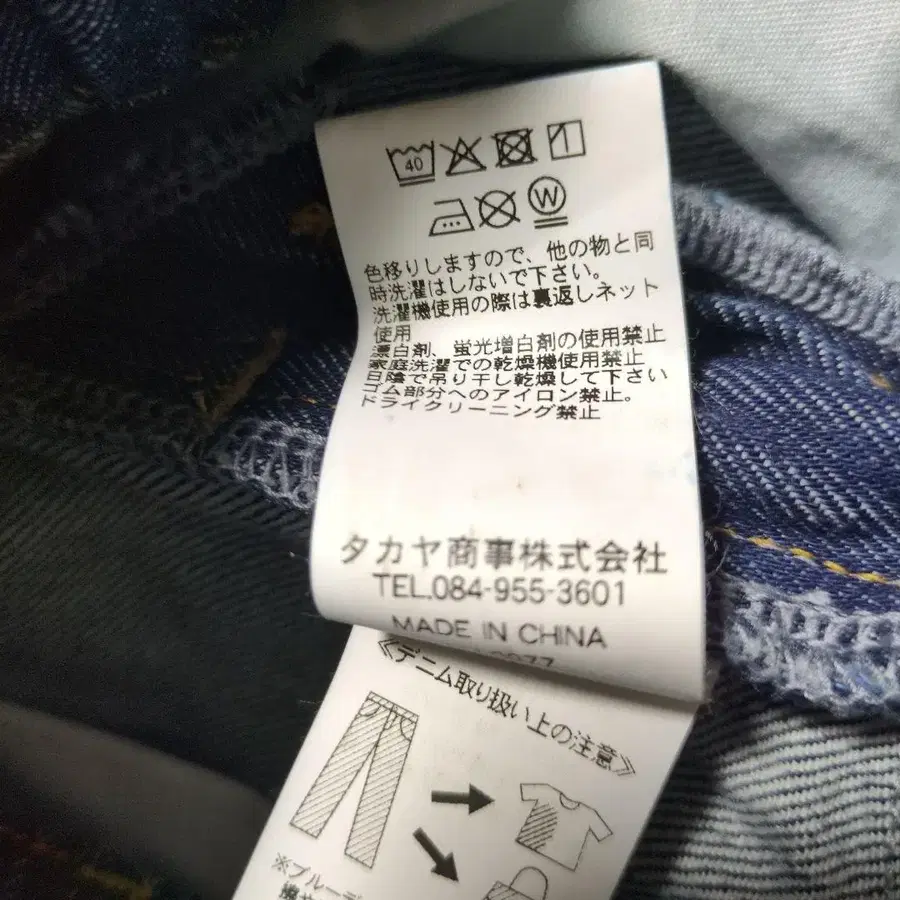 40
W
色移りしますので、他の物と同
時洗濯はしないで下さい。
洗濯機使用の際は裏返しネット
使用
漂白剤、蛍光増白剤の使用禁止
家庭洗濯での乾燥機使用禁止
日陰で吊り干し乾燥して下さい
ゴム部分へのアイロン禁止。
ドライクリーニング禁止
タカヤ商事株式会社
TEL.084-955-3601
MADE IN CHINA
≪デニム取り扱い上の注意≫
※ブルーデ